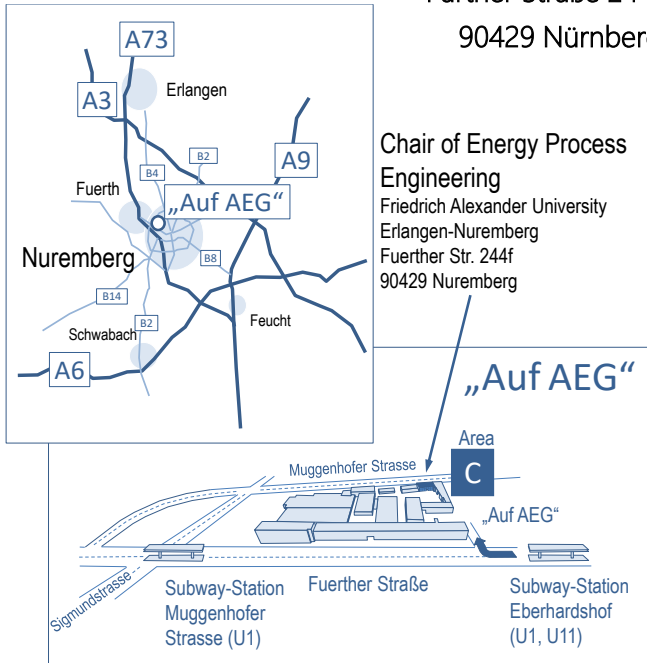 90429 Nürnberg
A73
A3
Erlangen
B2
A9
B4
Fuerth
„Auf AEG“
Nuremberg
B8
B14
B2
Feucht
Schwabach
A6
Chair of Energy Process
Engineering
Friedrich Alexander University
Erlangen-Nuremberg
Fuerther Str. 244f
90429 Nuremberg
„Auf AEG“
Area
C
Muggenhofer Strasse
„Auf AEG“
Sigmundstrasse
Subway-Station
Muggenhofer
Strasse (U1)
Fuerther Straße
Subway-Station
Eberhardshof
(U1, U11)